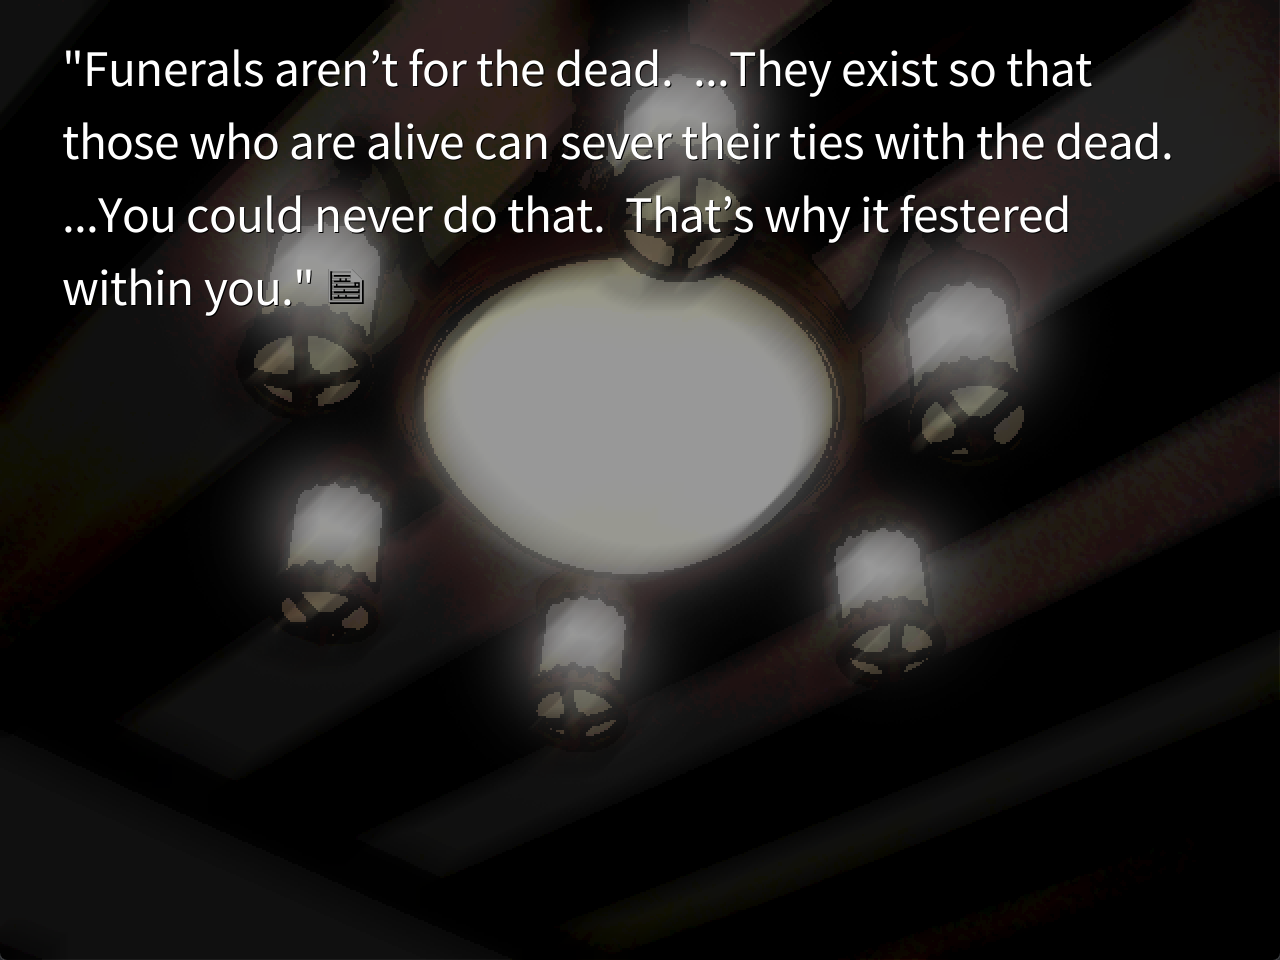 "Funerals aren’t for the dead.  ...They exist so that
those who are alive can sever their ties with the dead.
...You could never do that.  That’s why it festered
within you."